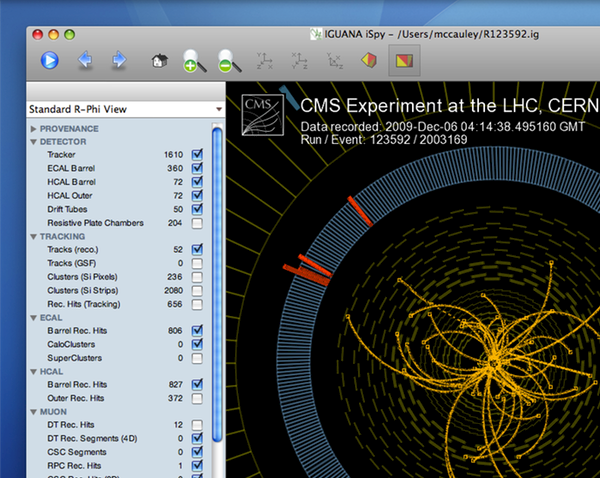 IGUANA iSpy – /Users/mccauley/R123592.ig
Standard R-Phi View
PROVENANCE
DETECTOR
Tracker 1610
ECAL Barrel 360
HCAL Barrel 72
HCAL Outer 72
Drift Tubes 50
Resistive Plate Chambers 204
TRACKING
Tracks (reco.) 52
Tracks (GSF) 0
Clusters (Si Pixels) 236
Clusters (Si Strips) 2080
Rec. Hits (Tracking) 656
ECAL
Barrel Rec. Hits 806
CaloClusters 0
SuperClusters 0
HCAL
Barrel Rec. Hits 827
Outer Rec. Hits 372
MUON
DT Rec. Hits 12
DT Rec. Segments (4D) 0
CSC Segments 0
RPC Rec. Hits 1
CMS
CMS Experiment at the LHC, CERN
Data recorded: 2009-Dec-06 04:14:38.495160 GMT
Run / Event: 123592 / 2003169